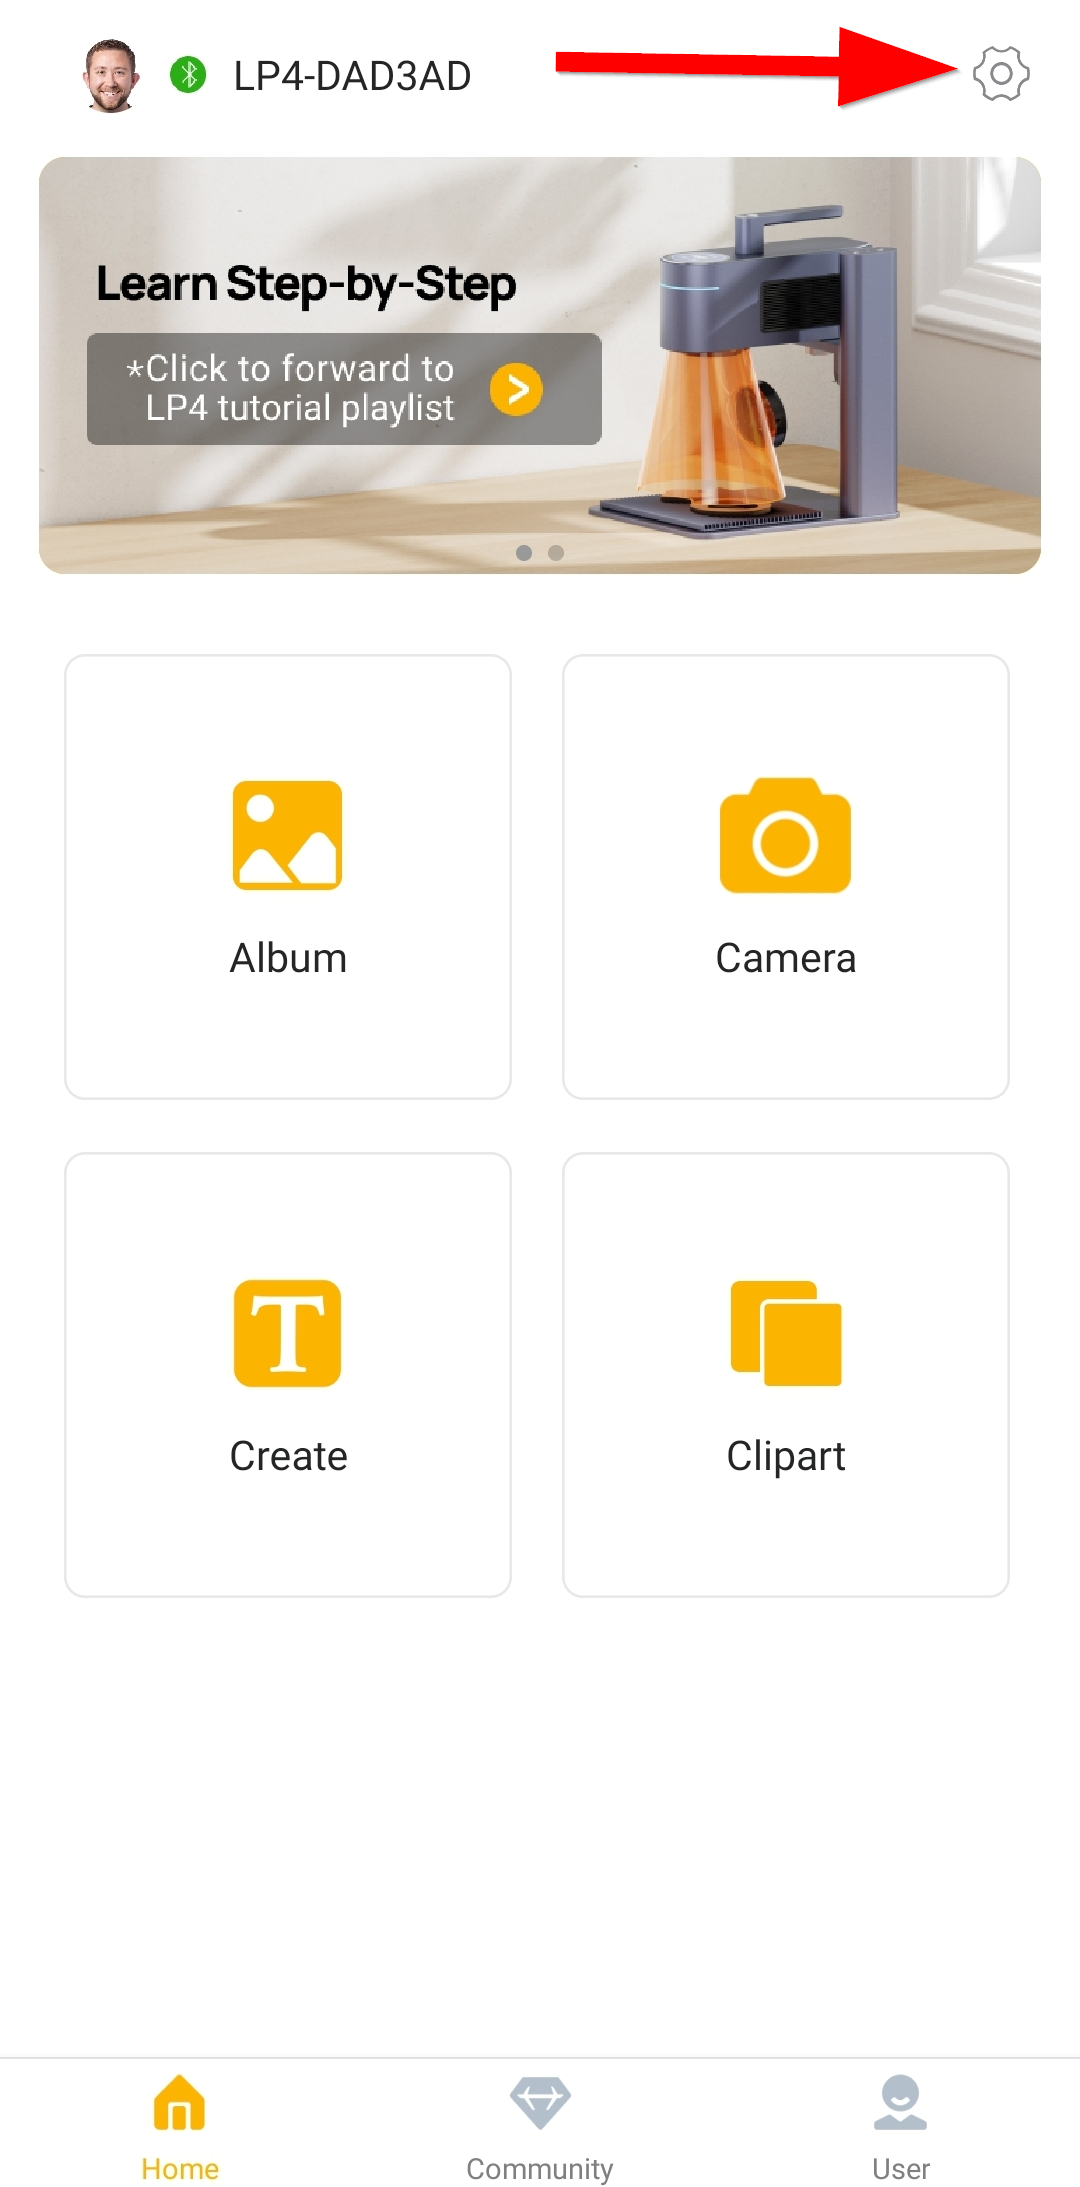 LP4-DAD3AD
Learn Step-by-Step
*Click to forward to
LP4 tutorial playlist
Album
Camera
T
Create
Clipart
Home
Community
User